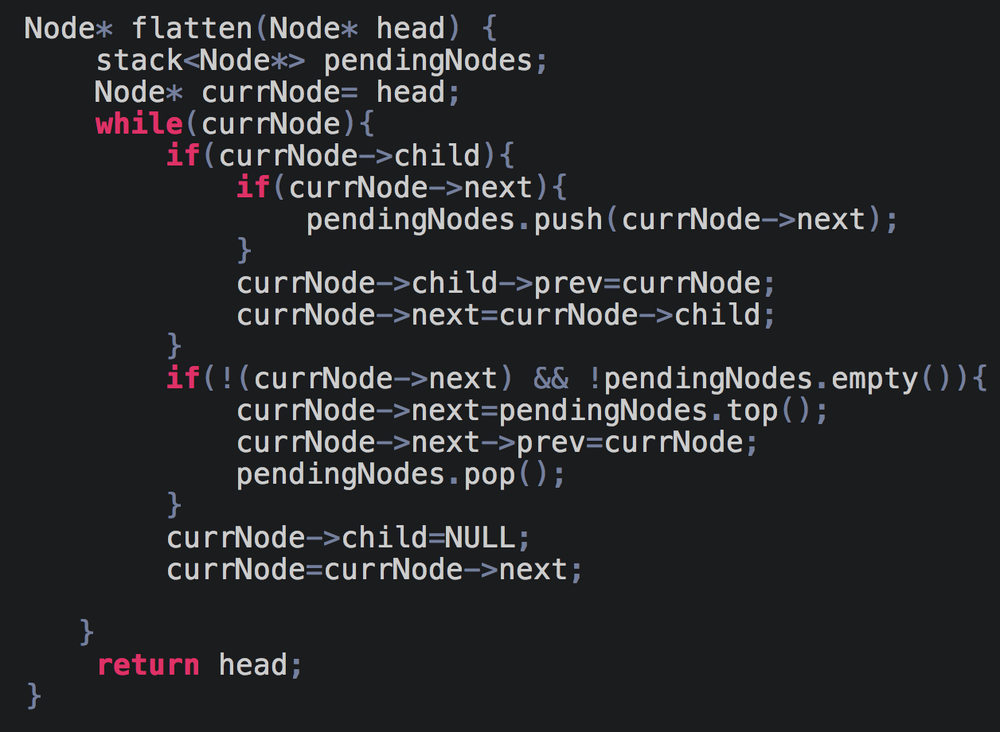 Node* flatten(Node* head) {
    stack<Node*> pendingNodes;
    Node* currNode= head;
    while(currNode){
        if(currNode->child){
            if(currNode->next){
                pendingNodes.push(currNode->next);
            }
            currNode->child->prev=currNode;
            currNode->next=currNode->child;
        }
        if(!(currNode->next) && !pendingNodes.empty()){
            currNode->next=pendingNodes.top();
            currNode->next->prev=currNode;
            pendingNodes.pop();
        }
        currNode->child=NULL;
        currNode=currNode->next;

   }
    return head;
}